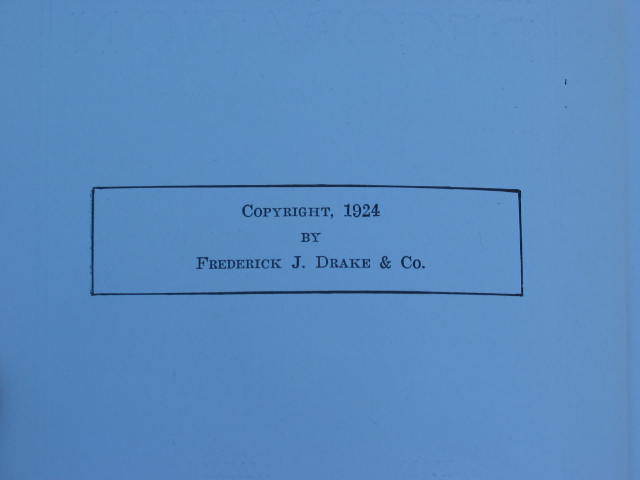 COPYRIGHT, 1924
BY
FREDERICK J. DRAKE & CO.